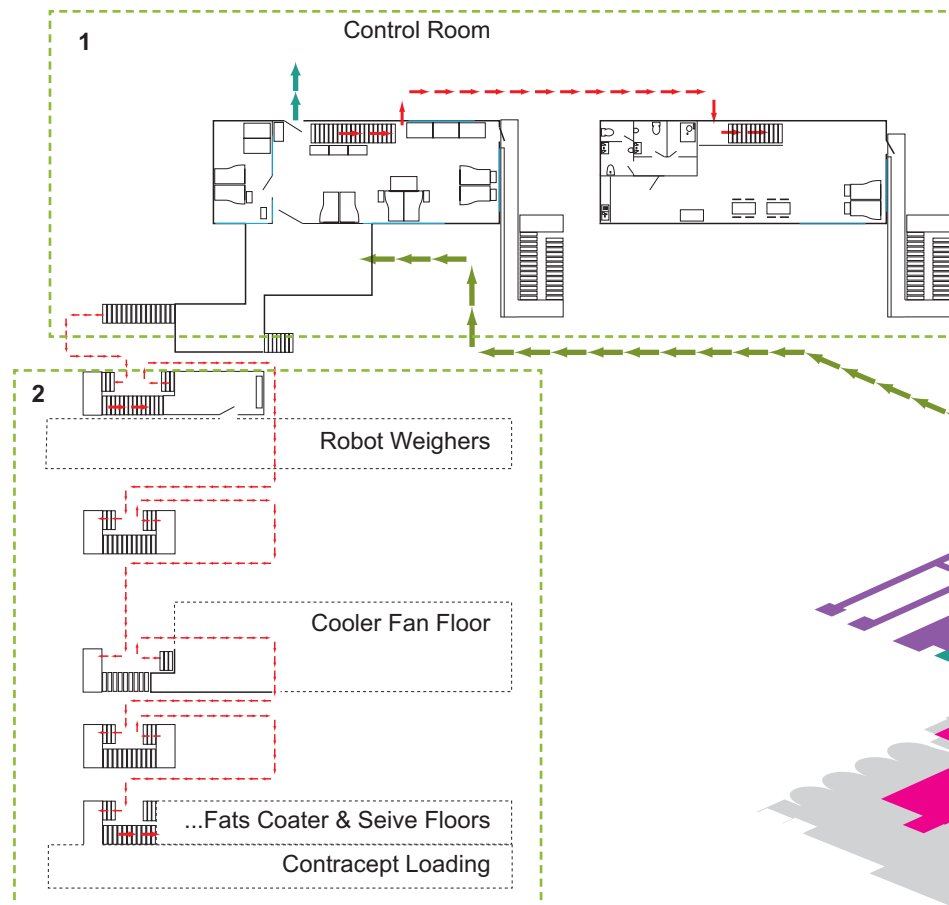 1
Control Room
2
Robot Weighers
Cooler Fan Floor
...Fats Coater & Seive Floors
Contracept Loading